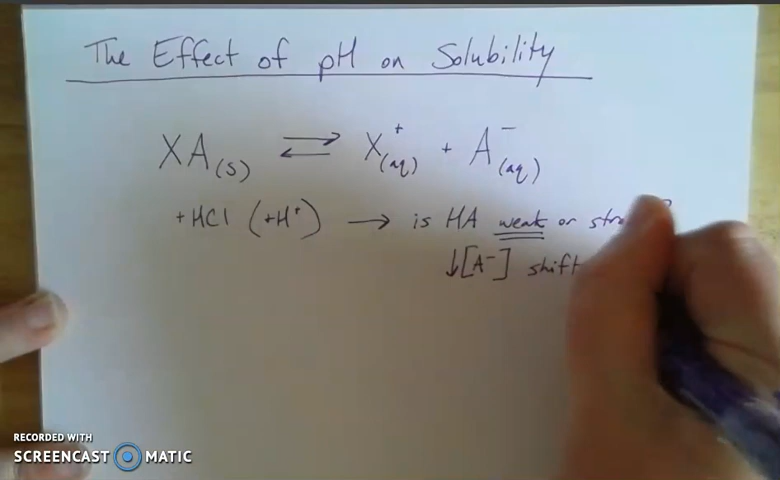 The Effect of pH on Solubility
XA(s) ⇌ X⁺(aq) + A⁻(aq)
+HCl (+H⁺) → is HA weak or
↓[A⁻] shift
RECORDED WITH
SCREENCAST MATIC